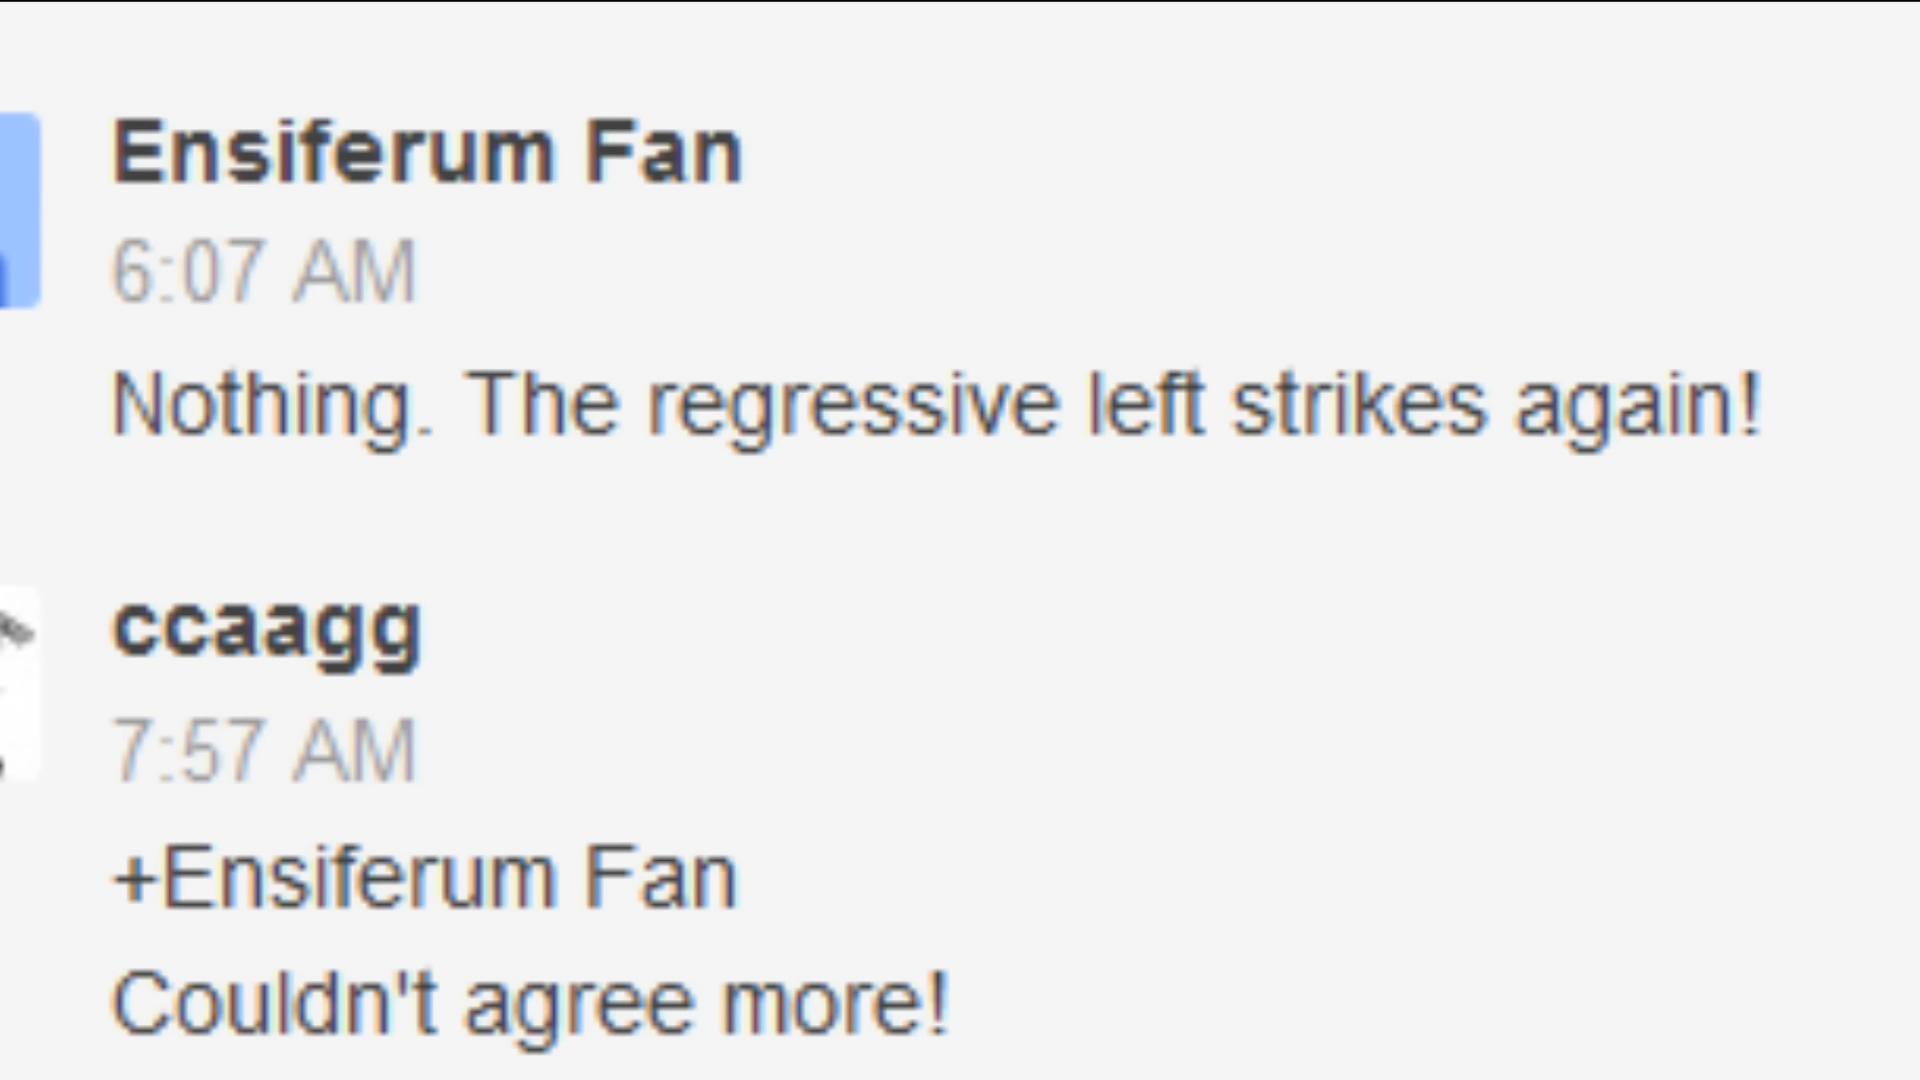 Ensiferum Fan
6:07 AM
Nothing. The regressive left strikes again!
ccaagg
7:57 AM
+Ensiferum Fan
Couldn't agree more!